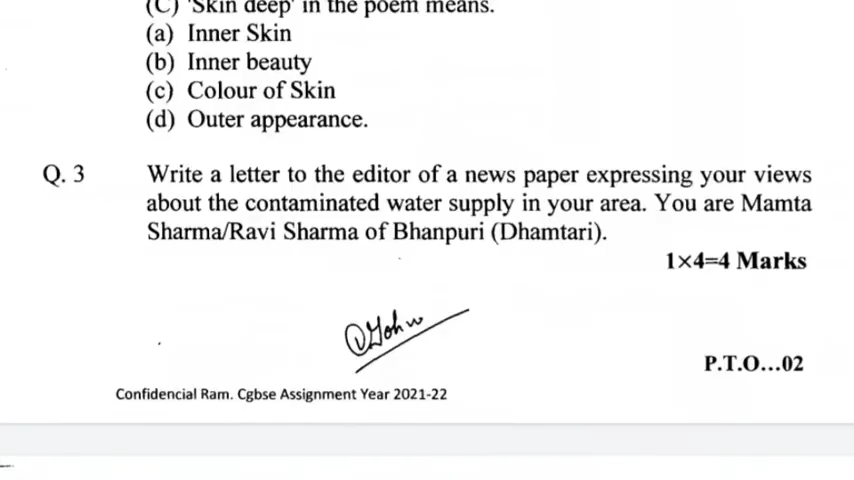 (C) 'Skin deep' in the poem means.
(a) Inner Skin
(b) Inner beauty
(c) Colour of Skin
(d) Outer appearance.
Q. 3 Write a letter to the editor of a news paper expressing your views
about the contaminated water supply in your area. You are Mamta
Sharma/Ravi Sharma of Bhanpuri (Dhamtari).
1×4=4 Marks
P.T.O...02
Confidencial Ram. Cgbse Assignment Year 2021-22